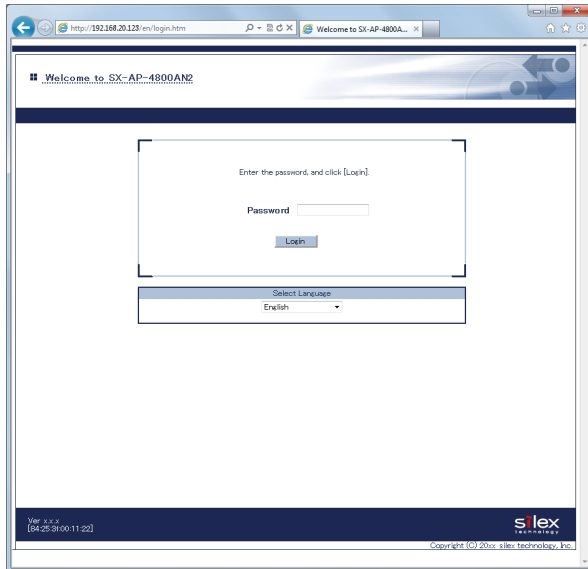 http://192.168.20.123/en/login.htm
Welcome to SX-AP-4800A...
Welcome to SX-AP-4800AN2
Enter the password, and click [Login].
Password
Login
Select Language
English
Ver x.x.x
[84:25:3f:00:11:22]
silex
technology
Copyright (C) 20xx silex technology, Inc.